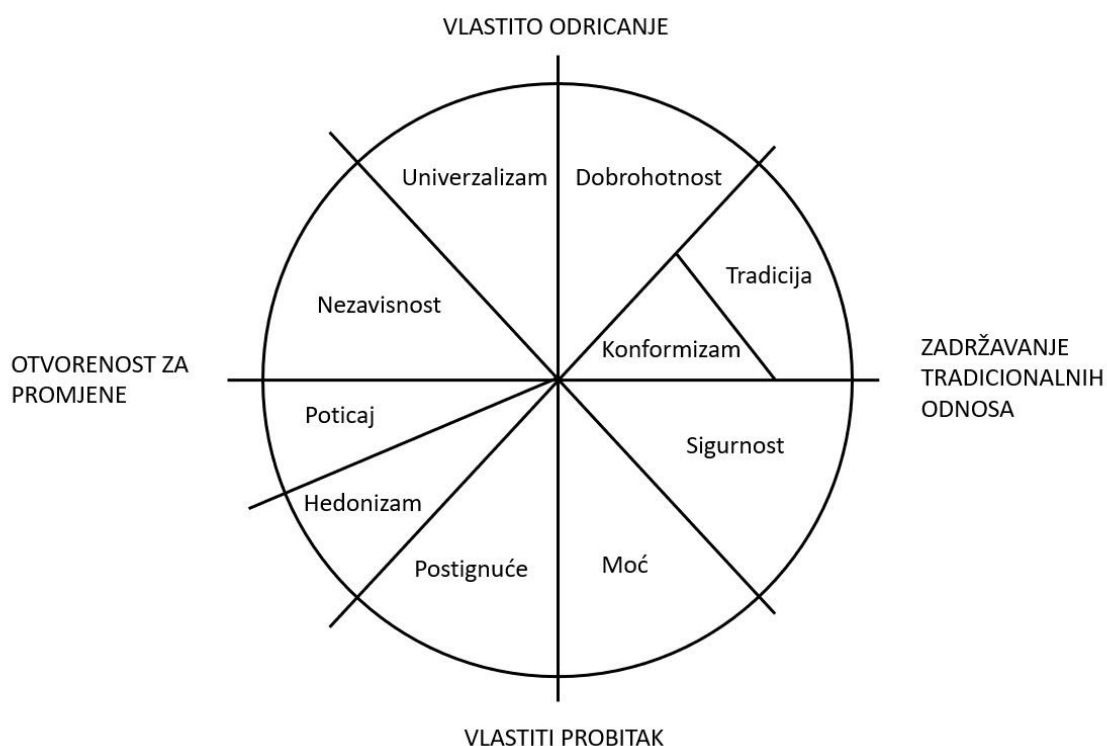 VLASTITO ODRICANJE
Univerzalizam
Dobrohotnost
Tradicija
Nezavisnost
Konformizam
OTVORENOST ZA
PROMJENE
ZADRŽAVANJE
TRADICIONALNIH
ODNOSA
Poticaj
Sigurnost
Hedonizam
Postignuće
Moć
VLASTITI PROBITAK